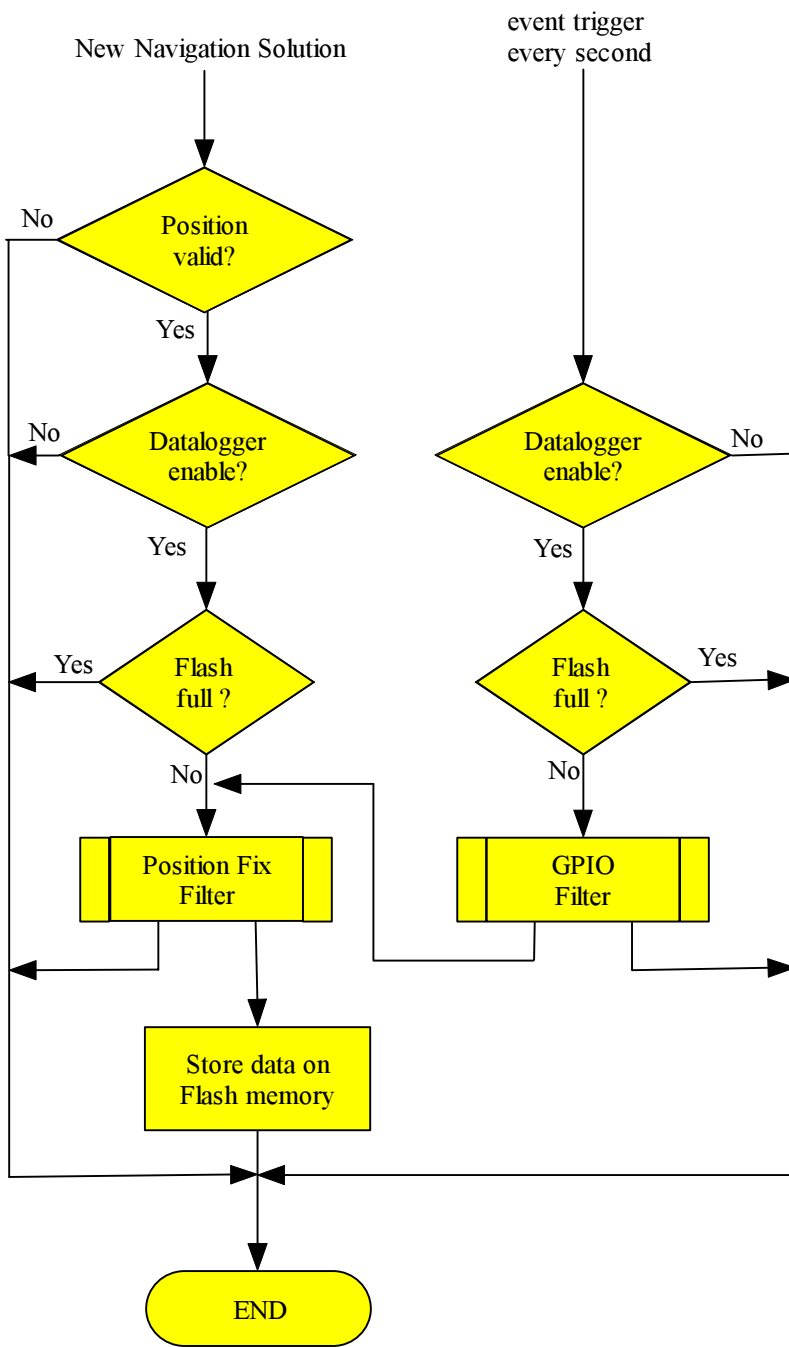 New Navigation Solution
event trigger
every second
Position
valid?
No
Yes
Datalogger
enable?
No
Yes
Datalogger
enable?
No
Yes
Flash
full ?
Yes
No
Flash
full ?
Yes
No
Position Fix
Filter
GPIO
Filter
Store data on
Flash memory
END